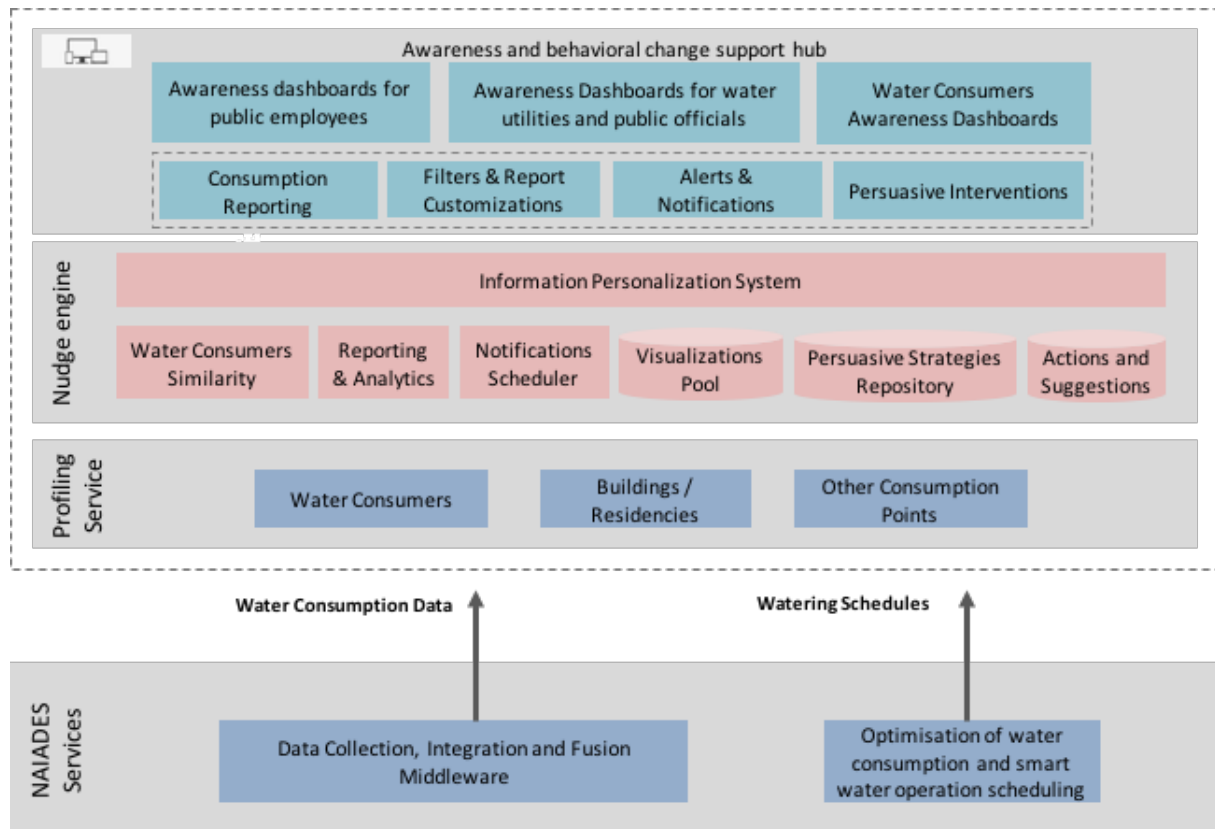 Awareness and behavioral change support hub
Awareness dashboards for
public employees
Awareness Dashboards for water
utilities and public officials
Water Consumers
Awareness Dashboards
Consumption
Reporting
Filters & Report
Customizations
Alerts &
Notifications
Persuasive Interventions
Nudge engine
Information Personalization System
Water Consumers
Similarity
Reporting
& Analytics
Notifications
Scheduler
Visualizations
Pool
Persuasive Strategies
Repository
Actions and
Suggestions
Profiling
Service
Water Consumers
Buildings /
Residencies
Other Consumption
Points
Water Consumption Data
Watering Schedules
NAIADES
Services
Data Collection, Integration and Fusion
Middleware
Optimisation of water
consumption and smart
water operation scheduling